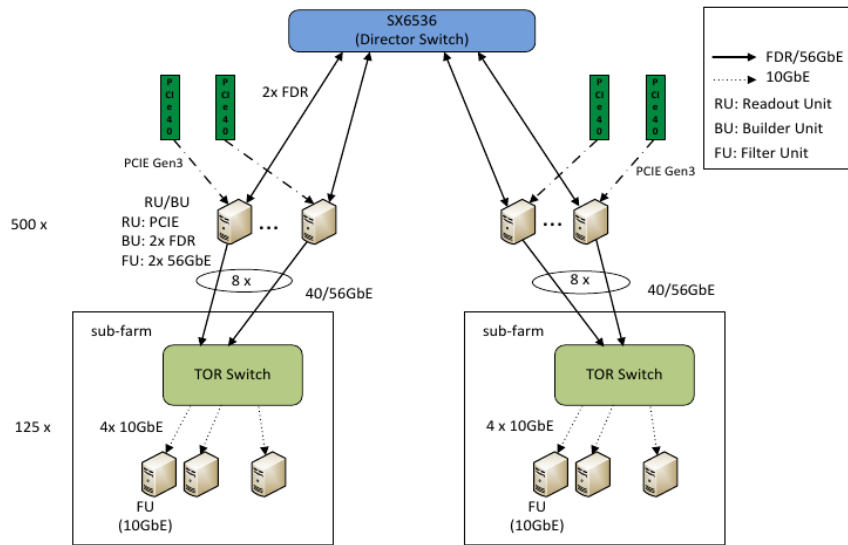 SX6536
(Director Switch)
FDR/56GbE
10GbE
RU: Readout Unit
BU: Builder Unit
FU: Filter Unit
PCIe40
PCIe40
2x FDR
PCIe40
PCIe40
PCIE Gen3
PCIE Gen3
500 x
RU/BU
RU: PCIE
BU: 2x FDR
FU: 2x 56GbE
...
...
8 x
40/56GbE
8 x
40/56GbE
sub-farm
TOR Switch
sub-farm
TOR Switch
125 x
4x 10GbE
4 x 10GbE
FU
(10GbE)
FU
(10GbE)